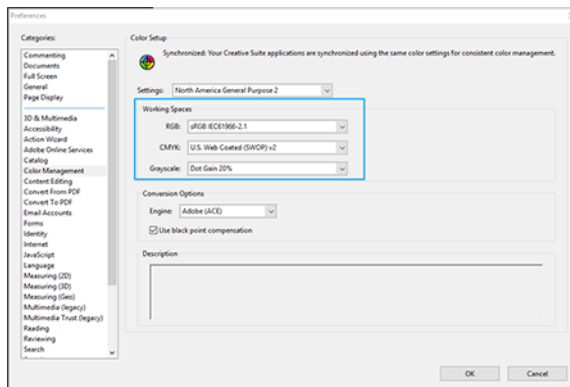 Preferences
Categories:
Commenting
Documents
Full Screen
General
Page Display
3D & Multimedia
Accessibility
Action Wizard
Adobe Online Services
Catalog
Color Management
Content Editing
Convert From PDF
Convert To PDF
Email Accounts
Forms
Identity
Internet
JavaScript
Language
Measuring (2D)
Measuring (3D)
Measuring (Geo)
Multimedia (legacy)
Multimedia Trust (legacy)
Reading
Reviewing
Search
Color Setup
Synchronized: Your Creative Suite applications are synchronized using the same color settings for consistent color management.
Settings: North America General Purpose 2
Working Spaces
RGB: sRGB IEC61966-2.1
CMYK: U.S. Web Coated (SWOP) v2
Grayscale: Dot Gain 20%
Conversion Options
Engine: Adobe (ACE)
Use black point compensation
Description
OK Cancel